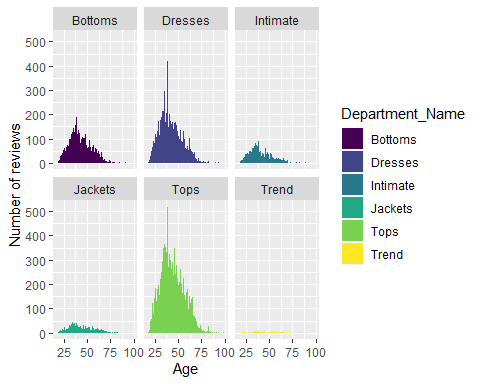 Bottoms
Dresses
Intimate
500
400
300
200
100
0
Jackets
Tops
Trend
500
400
300
200
100
0
25 50 75 100
25 50 75 100
25 50 75 100
Age
Number of reviews
Department_Name
Bottoms
Dresses
Intimate
Jackets
Tops
Trend